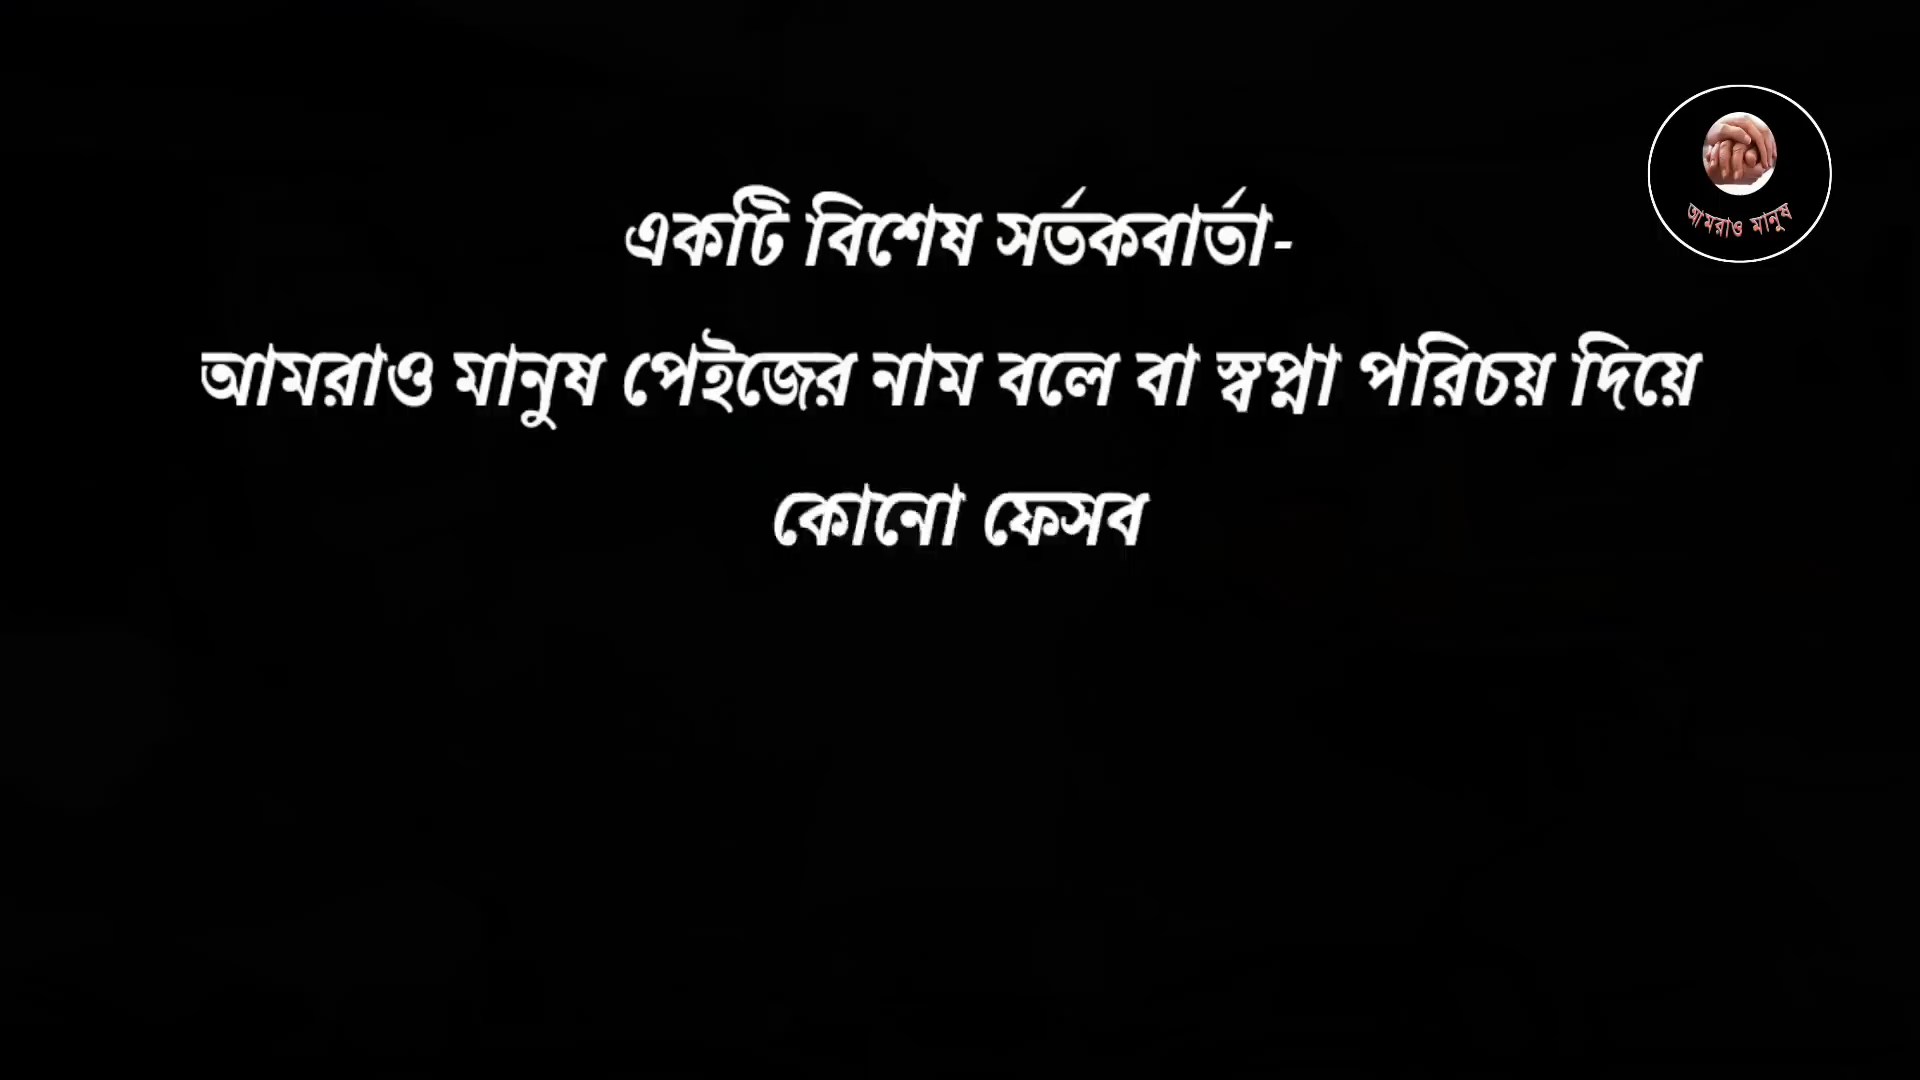 একটি বিশেষ সর্তকবার্তা-
আমরাও মানুষ পেইজের নাম বলে বা স্বপ্না পরিচয় দিয়ে
কোনো ফেসব
আমরাও মানুষ